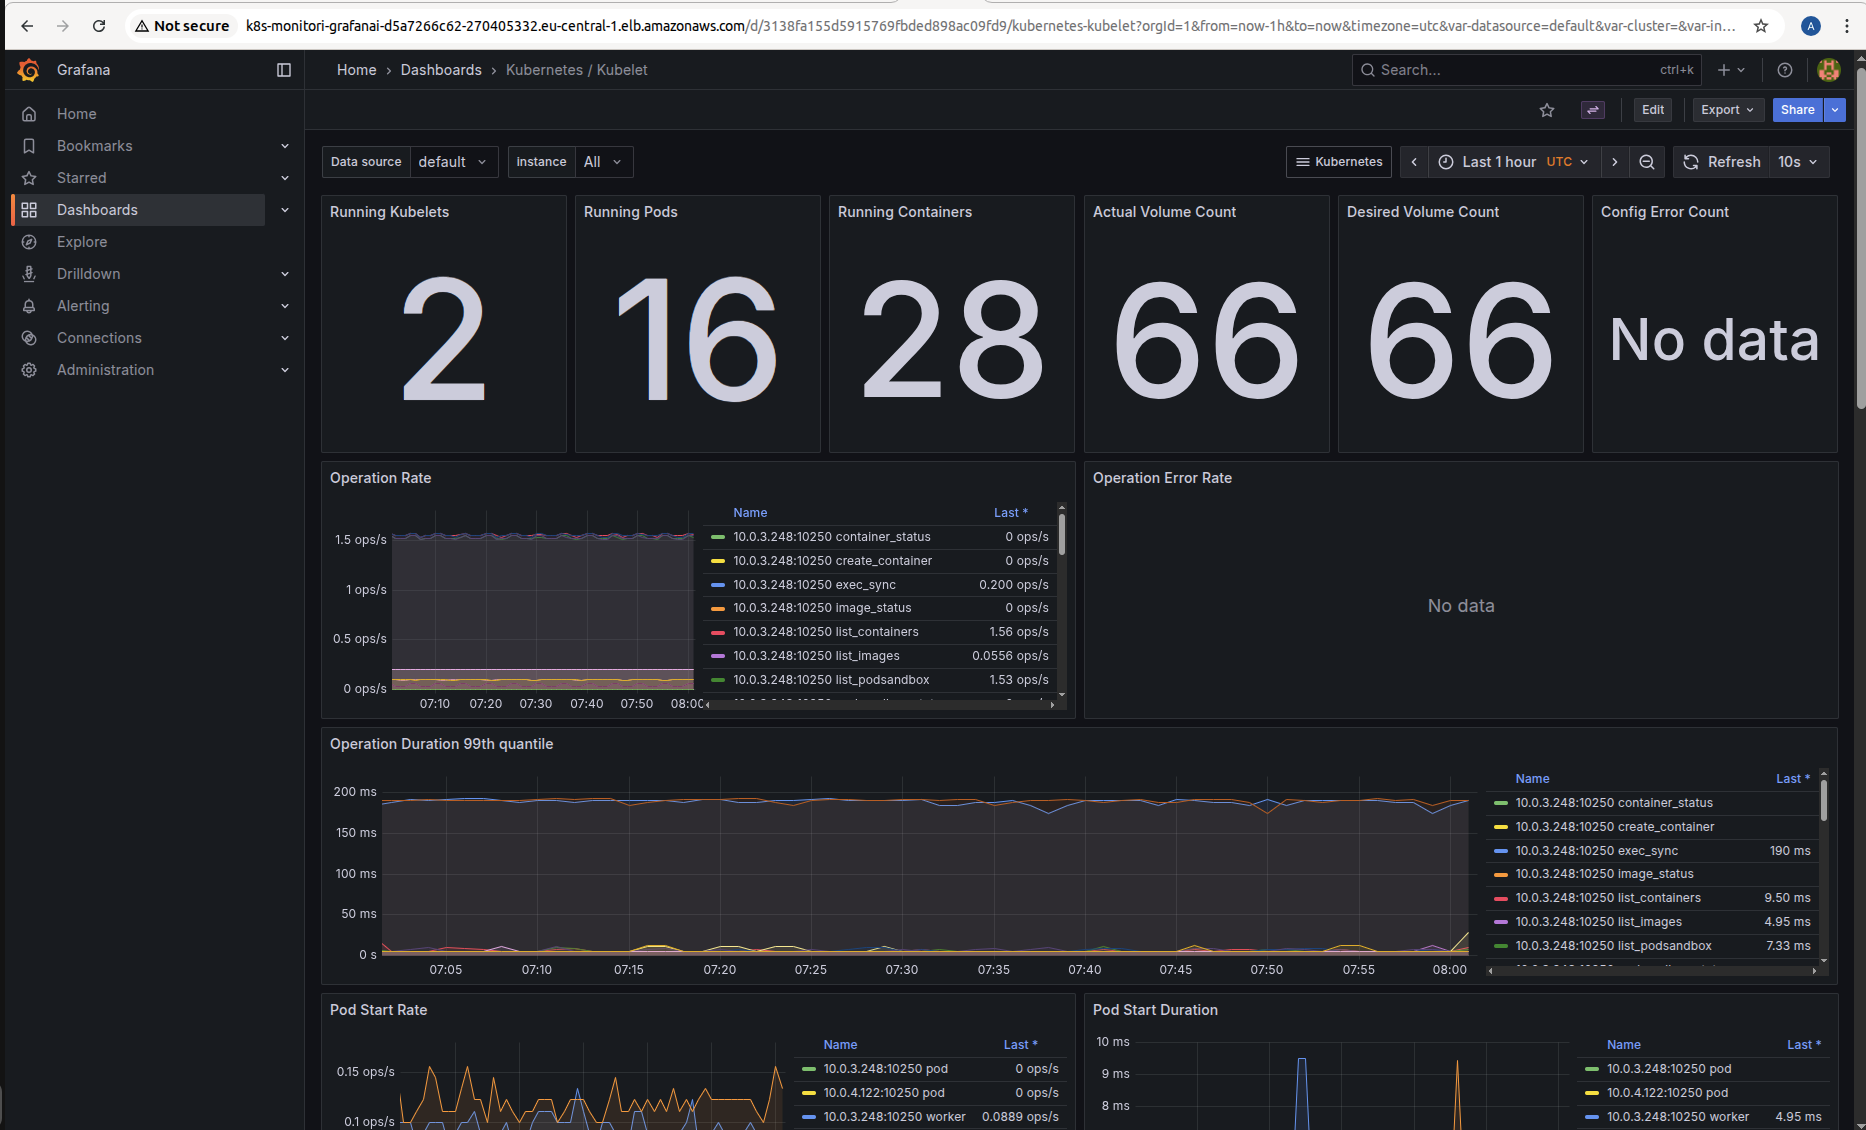 Not secure k8s-monitori-grafanai-d5a7266c62-270405332.eu-central-1.elb.amazonaws.com/d/3138fa155d5915769fbded898ac09fd9/kubernetes-kubelet?orgId=1&from=now-1h&to=now&timezone=utc&var-datasource=default&var-cluster=&var-in... A
Grafana
Home › Dashboards › Kubernetes / Kubelet
Search... ctrl+k
Home
Bookmarks
Starred
Dashboards
Explore
Drilldown
Alerting
Connections
Administration
Edit Export Share
Data source default instance All
Kubernetes Last 1 hour UTC Refresh 10s
Running Kubelets
2
Running Pods
16
Running Containers
28
Actual Volume Count
66
Desired Volume Count
66
Config Error Count
No data
Operation Rate
1.5 ops/s
1 ops/s
0.5 ops/s
0 ops/s
07:10 07:20 07:30 07:40 07:50 08:00
Name Last *
10.0.3.248:10250 container_status 0 ops/s
10.0.3.248:10250 create_container 0 ops/s
10.0.3.248:10250 exec_sync 0.200 ops/s
10.0.3.248:10250 image_status 0 ops/s
10.0.3.248:10250 list_containers 1.56 ops/s
10.0.3.248:10250 list_images 0.0556 ops/s
10.0.3.248:10250 list_podsandbox 1.53 ops/s
Operation Error Rate
No data
Operation Duration 99th quantile
200 ms
150 ms
100 ms
50 ms
0 s
07:05 07:10 07:15 07:20 07:25 07:30 07:35 07:40 07:45 07:50 07:55 08:00
Name Last *
10.0.3.248:10250 container_status
10.0.3.248:10250 create_container
10.0.3.248:10250 exec_sync 190 ms
10.0.3.248:10250 image_status
10.0.3.248:10250 list_containers 9.50 ms
10.0.3.248:10250 list_images 4.95 ms
10.0.3.248:10250 list_podsandbox 7.33 ms
Pod Start Rate
0.15 ops/s
0.1 ops/s
Name Last *
10.0.3.248:10250 pod 0 ops/s
10.0.4.122:10250 pod 0 ops/s
10.0.3.248:10250 worker 0.0889 ops/s
Pod Start Duration
10 ms
9 ms
8 ms
Name Last *
10.0.3.248:10250 pod
10.0.4.122:10250 pod
10.0.3.248:10250 worker 4.95 ms